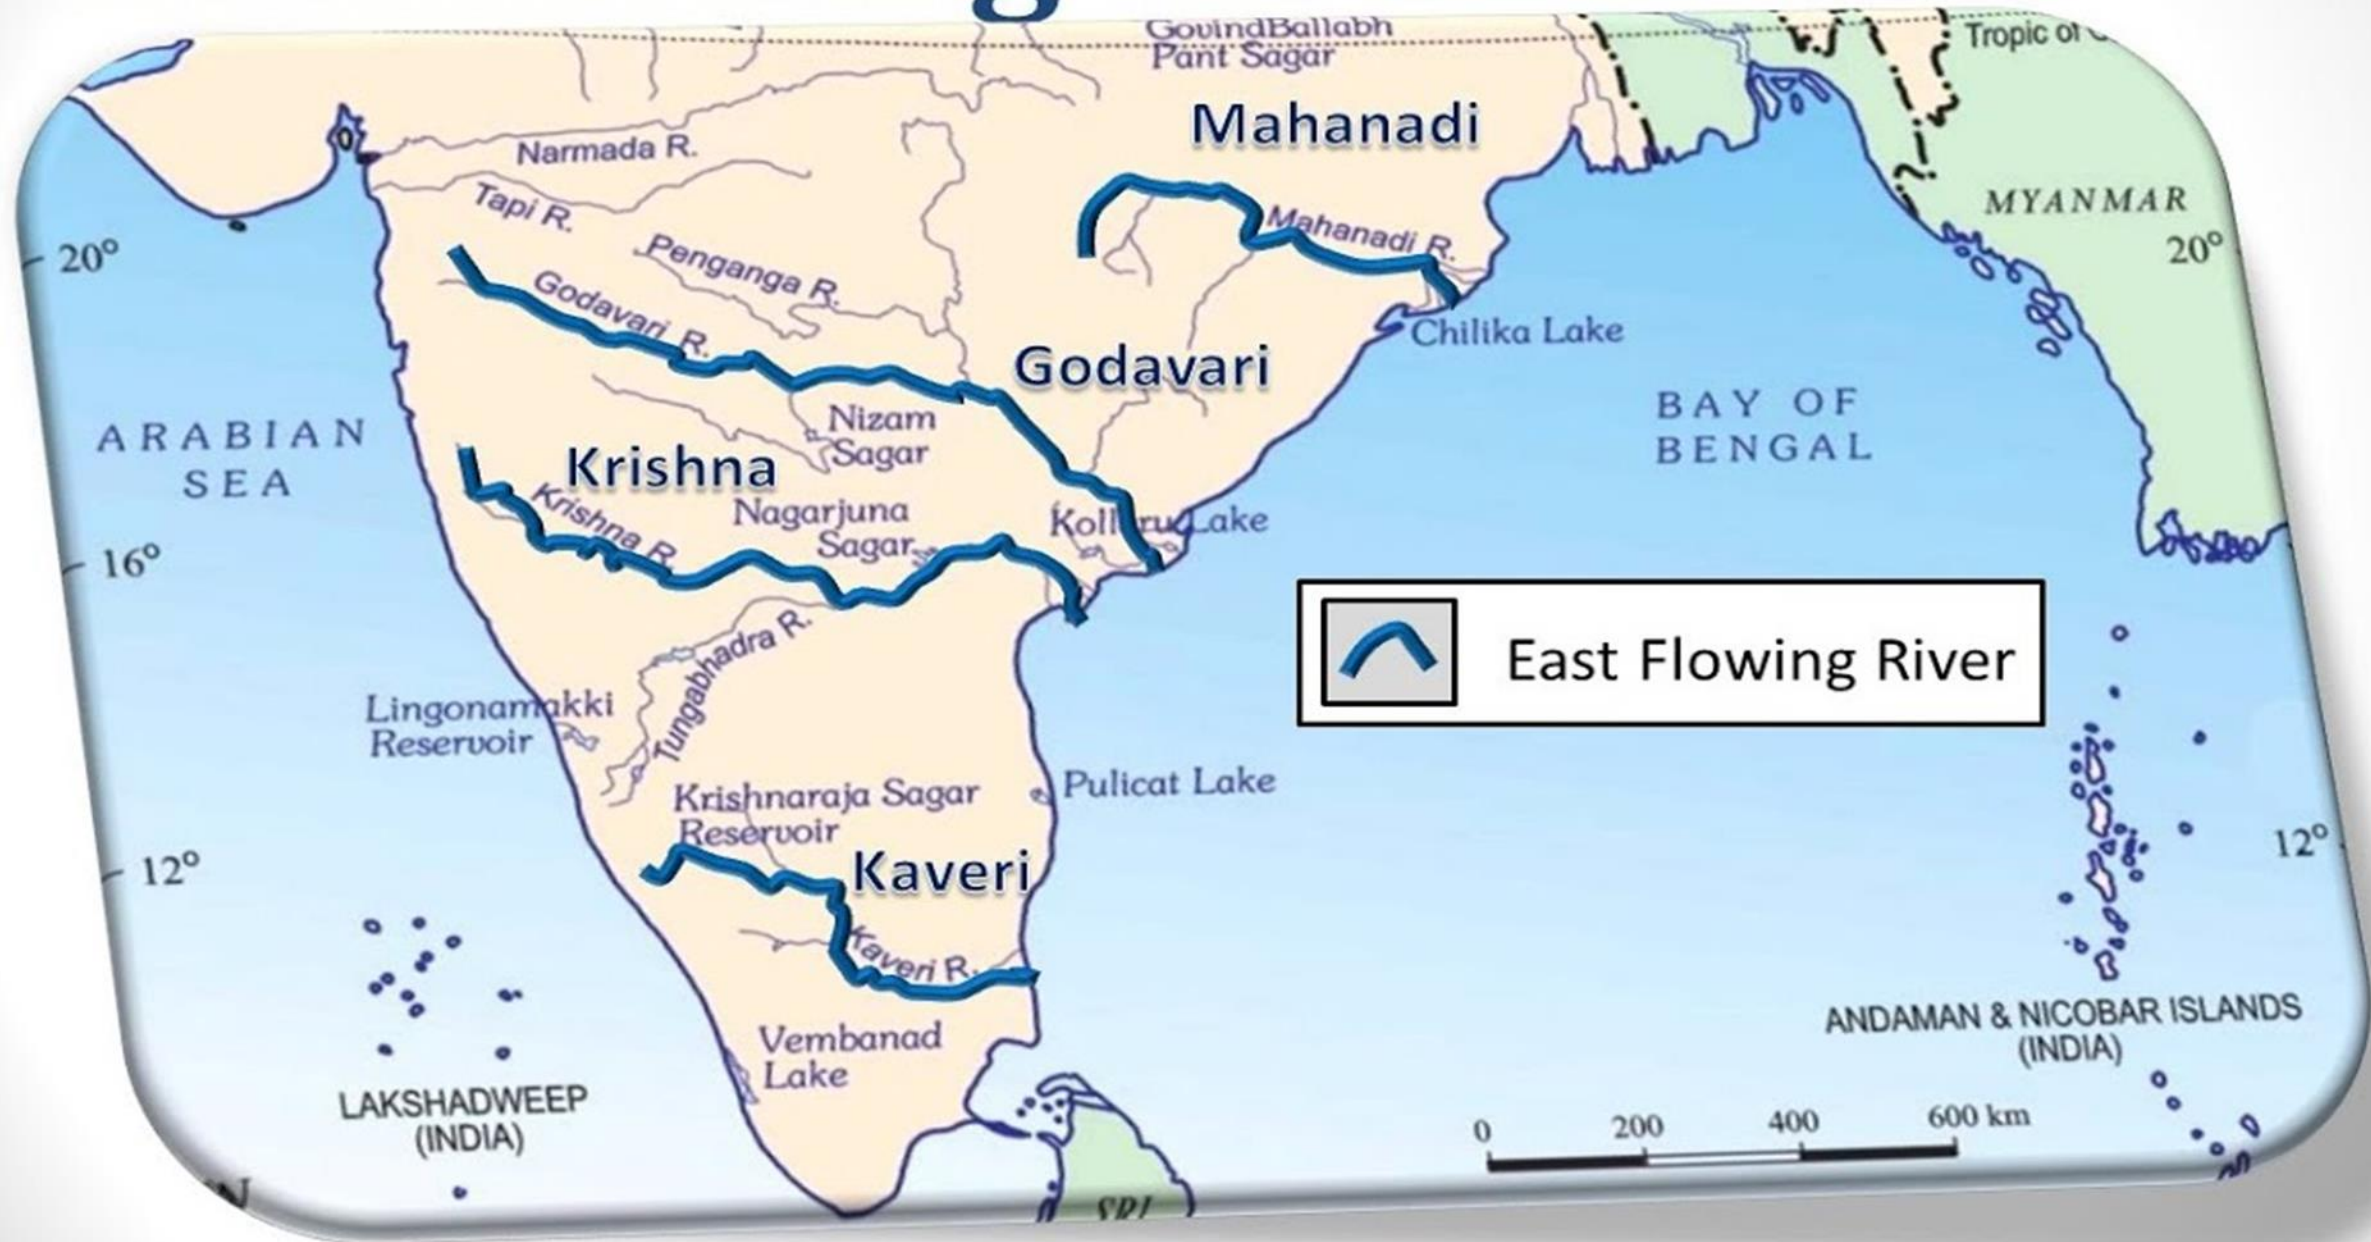 GovindBallabh
Pant Sagar
Tropic of
Mahanadi
Narmada R.
Tapi R.
Mahanadi R.
MYANMAR
20°
20°
Penganga R.
Godavari R.
Chilika Lake
Godavari
Nizam
Sagar
BAY OF
BENGAL
ARABIAN
SEA
Krishna
Krishna R.
Nagarjuna
Sagar
Kolleru Lake
16°
East Flowing River
Tungabhadra R.
Lingonamakki
Reservoir
Krishnaraja Sagar
Reservoir
Pulicat Lake
12°
12°
Kaveri
Kaveri R.
Vembanad
Lake
LAKSHADWEEP
(INDIA)
ANDAMAN & NICOBAR ISLANDS
(INDIA)
0 200 400 600 km
SRI